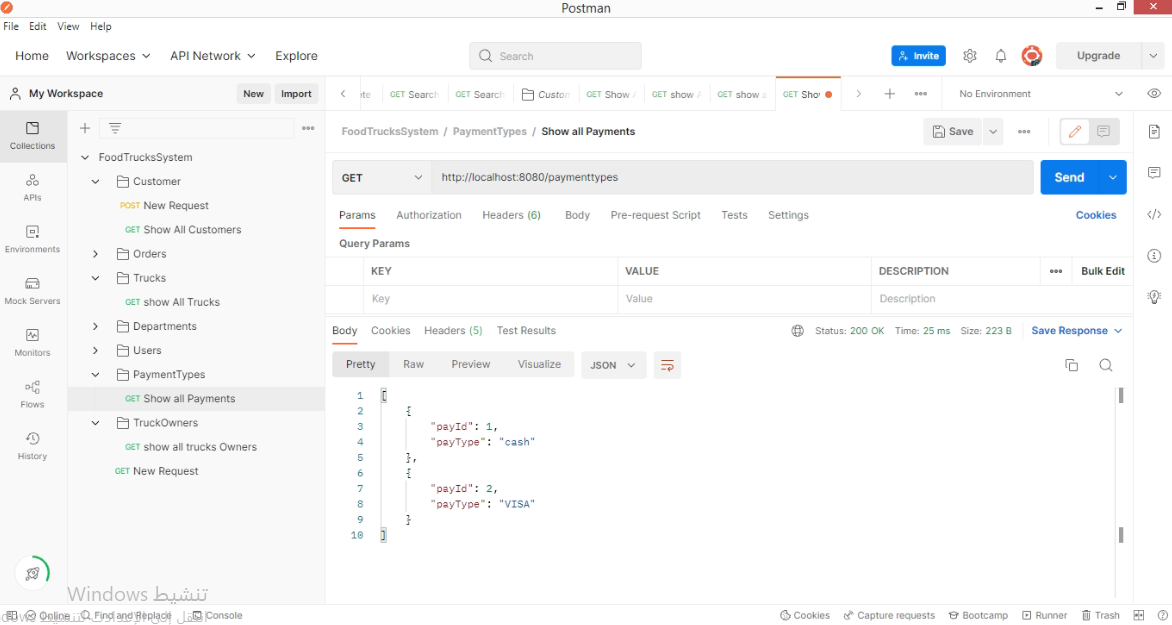 Postman
File Edit View Help
Home Workspaces API Network Explore Search Invite Upgrade
My Workspace New Import GET Search GET Search Custom GET Show GET show GET show a GET Sho No Environment
Collections
APIs
Environments
Mock Servers
Monitors
Flows
History
FoodTrucksSystem
Customer
POST New Request
GET Show All Customers
Orders
Trucks
GET show All Trucks
Departments
Users
PaymentTypes
GET Show all Payments
TruckOwners
GET show all trucks Owners
GET New Request
FoodTrucksSystem / PaymentTypes / Show all Payments Save
GET http://localhost:8080/paymenttypes Send
Params Authorization Headers (6) Body Pre-request Script Tests Settings Cookies
Query Params
KEY VALUE DESCRIPTION Bulk Edit
Key Value Description
Body Cookies Headers (5) Test Results Status: 200 OK Time: 25 ms Size: 223 B Save Response
Pretty Raw Preview Visualize JSON
1 [
2 {
3 "payId": 1,
4 "payType": "cash"
5 },
6 {
7 "payId": 2,
8 "payType": "VISA"
9 }
10 ]
تنشيط Windows
Online Find and Replace Console Cookies Capture requests Bootcamp Runner Trash